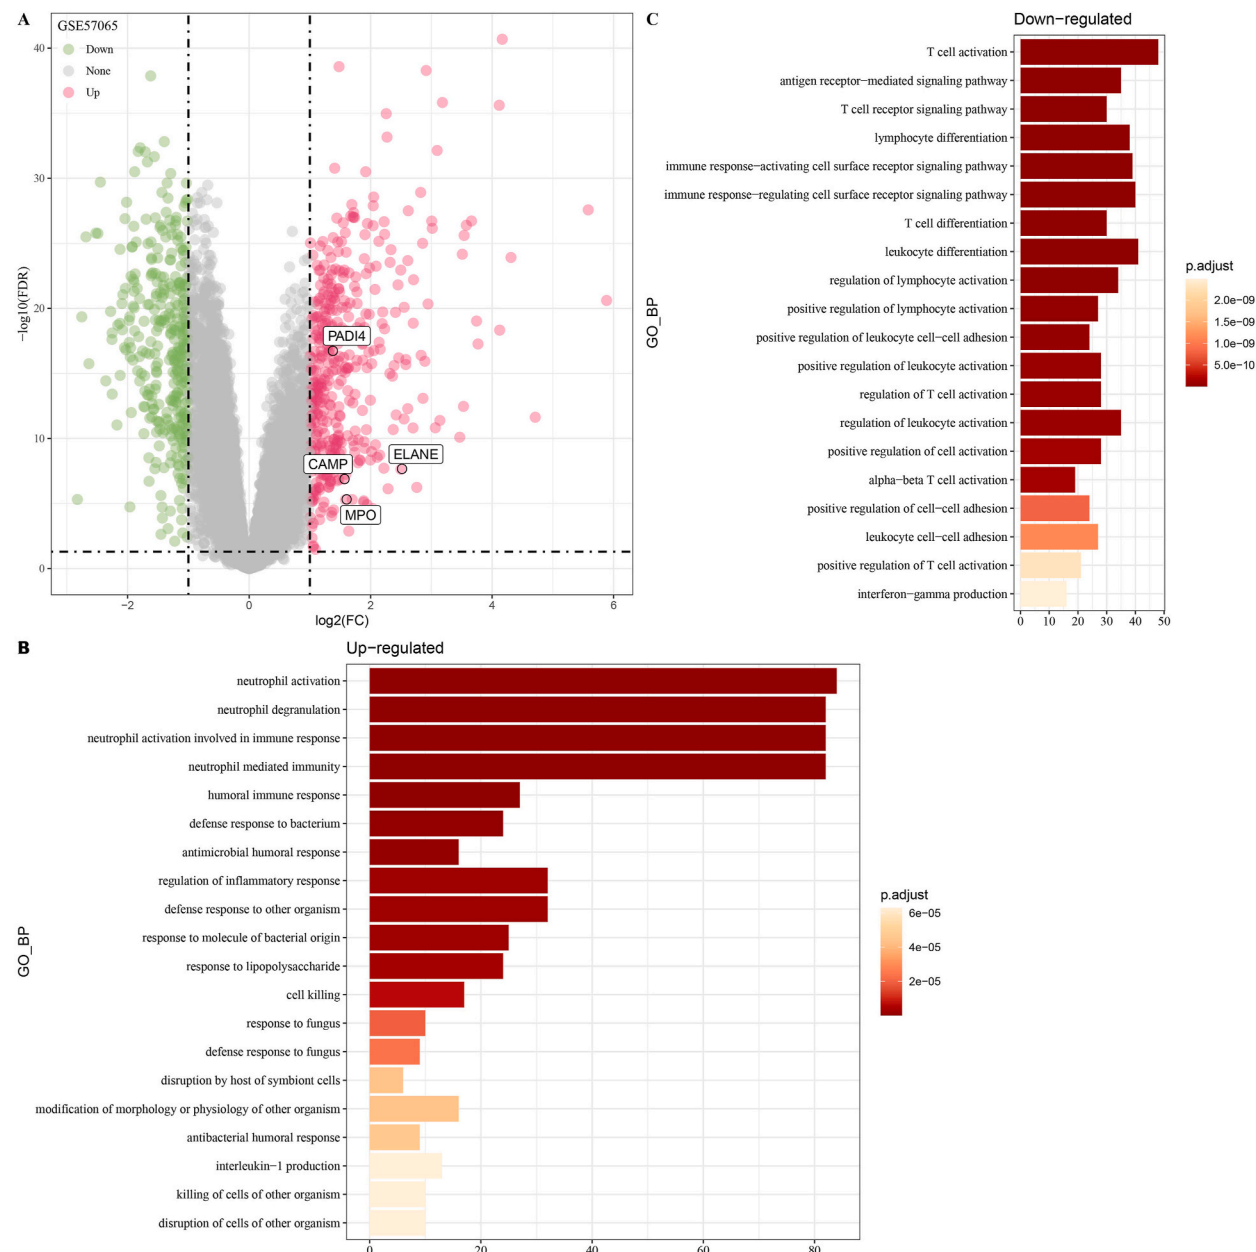 A
GSE57065
Down
None
Up
40
30
20
10
0
−log10(FDR)
PADI4
CAMP
ELANE
MPO
−2
0
2
4
6
log2(FC)
C
Down−regulated
T cell activation
antigen receptor−mediated signaling pathway
T cell receptor signaling pathway
lymphocyte differentiation
immune response−activating cell surface receptor signaling pathway
immune response−regulating cell surface receptor signaling pathway
T cell differentiation
leukocyte differentiation
regulation of lymphocyte activation
positive regulation of lymphocyte activation
positive regulation of leukocyte cell−cell adhesion
positive regulation of leukocyte activation
regulation of T cell activation
regulation of leukocyte activation
positive regulation of cell activation
alpha−beta T cell activation
positive regulation of cell−cell adhesion
leukocyte cell−cell adhesion
positive regulation of T cell activation
interferon−gamma production
GO_BP
0
10
20
30
40
50
p.adjust
2.0e−09
1.5e−09
1.0e−09
5.0e−10
B
Up−regulated
neutrophil activation
neutrophil degranulation
neutrophil activation involved in immune response
neutrophil mediated immunity
humoral immune response
defense response to bacterium
antimicrobial humoral response
regulation of inflammatory response
defense response to other organism
response to molecule of bacterial origin
response to lipopolysaccharide
cell killing
response to fungus
defense response to fungus
disruption by host of symbiont cells
modification of morphology or physiology of other organism
antibacterial humoral response
interleukin−1 production
killing of cells of other organism
disruption of cells of other organism
GO_BP
0
20
40
60
80
p.adjust
6e−05
4e−05
2e−05